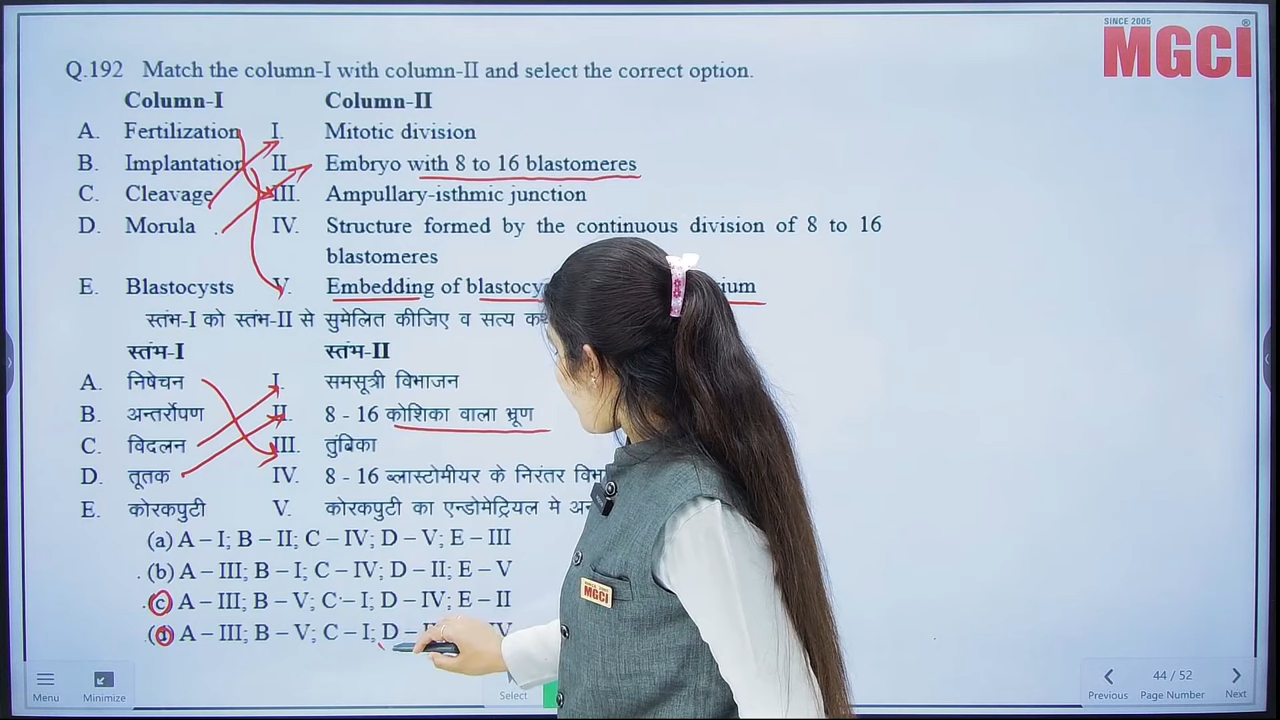 SINCE 2005
MGCI®
Q.192 Match the column-I with column-II and select the correct option.
Column-I Column-II
A. Fertilization I. Mitotic division
B. Implantation II. Embryo with 8 to 16 blastomeres
C. Cleavage III. Ampullary-isthmic junction
D. Morula IV. Structure formed by the continuous division of 8 to 16
blastomeres
E. Blastocysts V. Embedding of
स्तंभ-I को स्तंभ-II से सुमेलित कीजिए व सत्य
स्तंभ-I स्तंभ-II
A. निषेचन I. समसूत्री विभाजन
B. अन्तर्रोपण II. 8 - 16 कोशिका वाला भ्रूण
C. विदलन III. तुंबिका
D. तूतक IV. 8 - 16 ब्लास्टोमीयर के निरंतर
E. कोरकपुटी V. कोरकपुटी का एन्डोमेट्रियल मे
(a) A – I; B – II; C – IV; D – V; E – III
(b) A – III; B – I; C – IV; D – II; E – V
(c) A – III; B – V; C – I; D – IV; E – II
(d) A – III; B – V; C – I; D – IV
MGCI
Menu Minimize Select Previous 44 / 52 Page Number Next